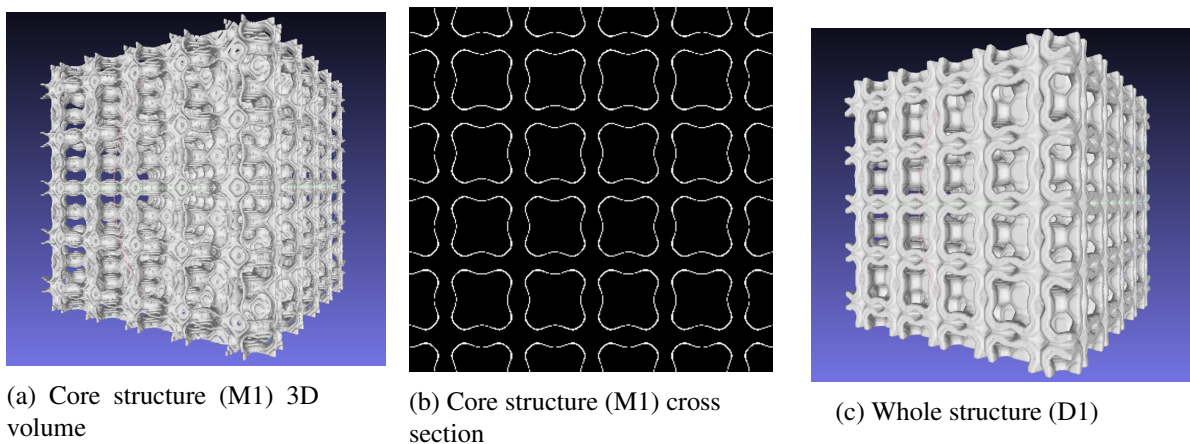 (a) Core structure (M1) 3D
volume
(b) Core structure (M1) cross
section
(c) Whole structure (D1)